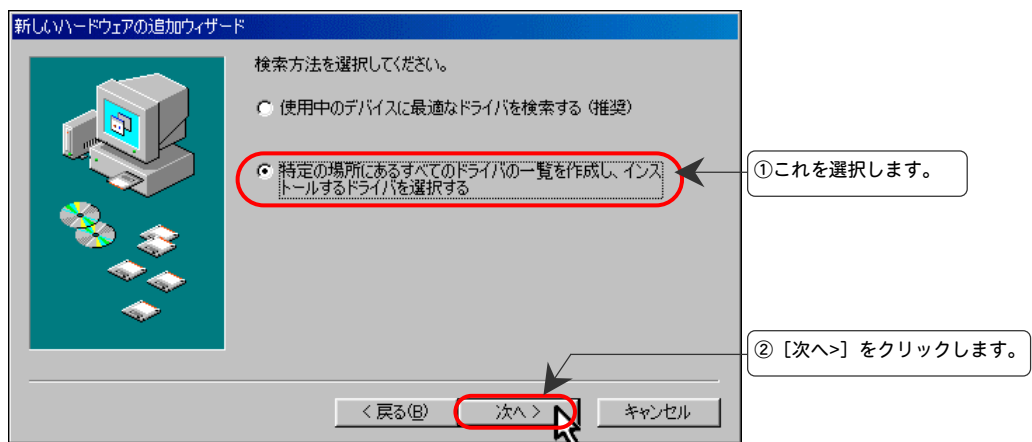 新しいハードウェアの追加ウィザード
検索方法を選択してください。
使用中のデバイスに最適なドライバを検索する（推奨）
特定の場所にあるすべてのドライバの一覧を作成し、インス
トールするドライバを選択する
①これを選択します。
②［次へ>］をクリックします。
< 戻る(B)
次へ >
キャンセル